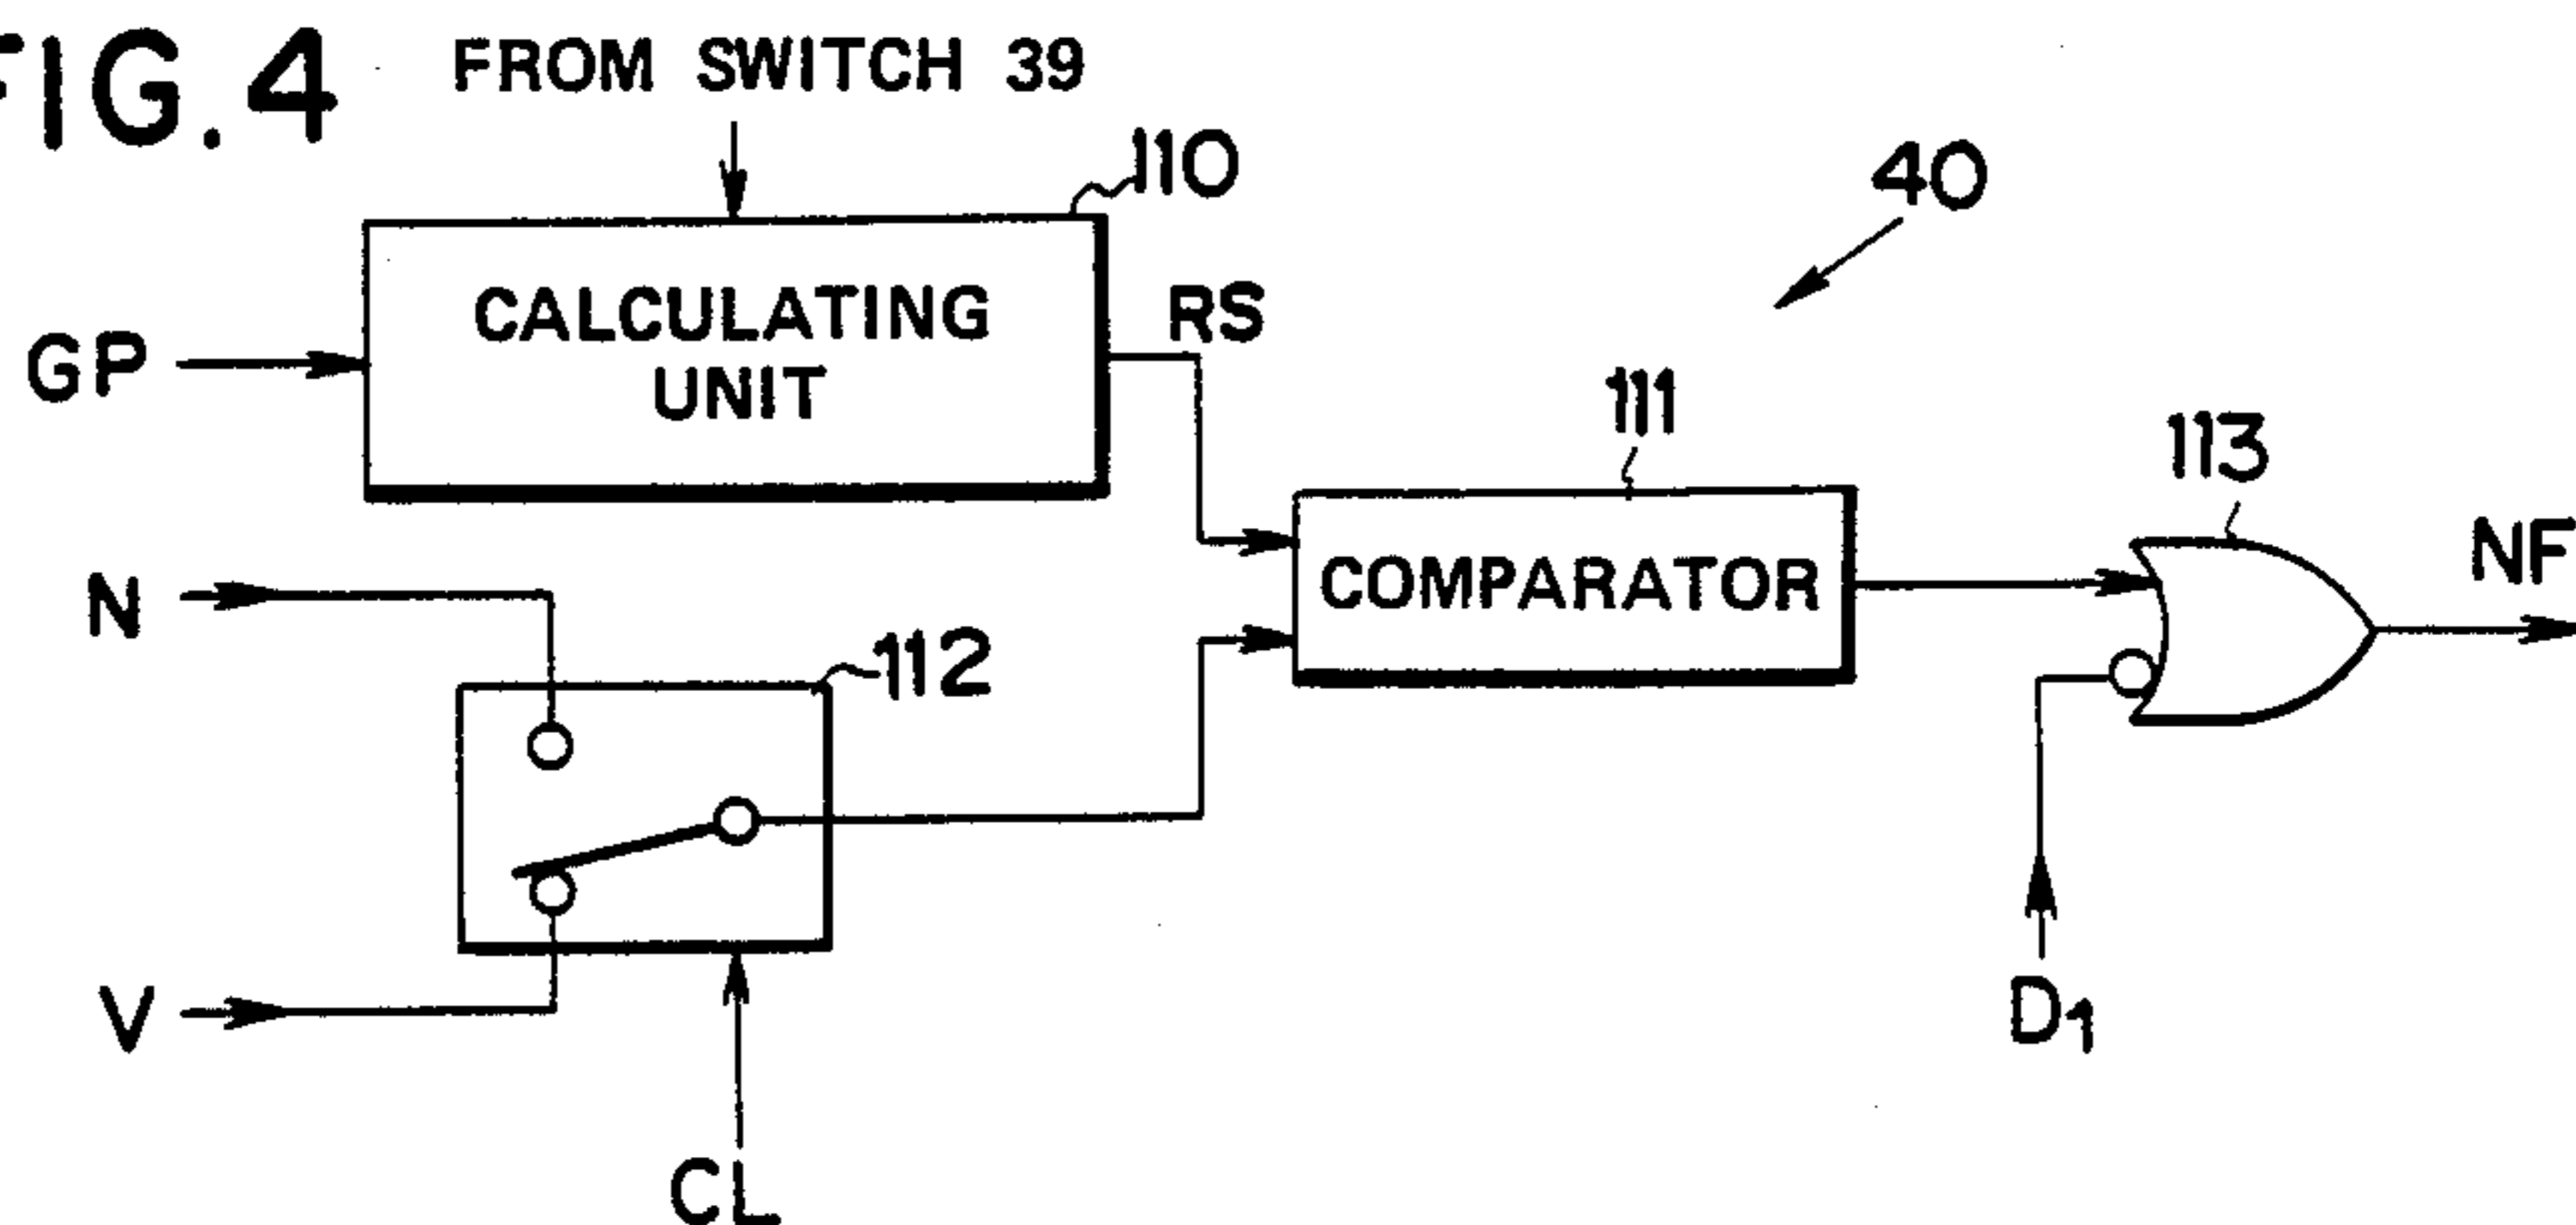 FIG.4
FROM SWITCH 39
110
40
CALCULATING
UNIT
GP
RS
111
113
N
COMPARATOR
NF
112
V
D1
CL